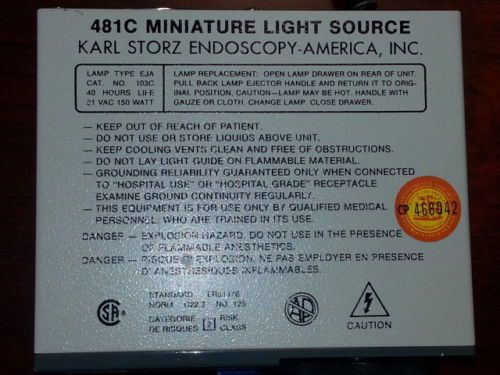 481C MINIATURE LIGHT SOURCE
KARL STORZ ENDOSCOPY-AMERICA, INC.
LAMP TYPE EJA
CAT. NO. 103C
40 HOURS LIFE
21 VAC 150 WATT
LAMP REPLACEMENT: OPEN LAMP DRAWER ON REAR OF UNIT.
PULL BACK LAMP EJECTOR HANDLE AND RETURN IT TO ORIG-
INAL POSITION, CAUTION—LAMP MAY BE HOT. HANDLE WITH
GAUZE OR CLOTH. CHANGE LAMP. CLOSE DRAWER.
— KEEP OUT OF REACH OF PATIENT.
— DO NOT USE OR STORE LIQUIDS ABOVE UNIT.
— KEEP COOLING VENTS CLEAN AND FREE OF OBSTRUCTIONS.
— DO NOT LAY LIGHT GUIDE ON FLAMMABLE MATERIAL.
— GROUNDING RELIABILITY GUARANTEED ONLY WHEN CONNECTED
TO "HOSPITAL USE" OR "HOSPITAL GRADE" RECEPTACLE
EXAMINE GROUND CONTINUITY REGULARLY.
— THIS EQUIPMENT IS FOR USE ONLY BY QUALIFIED MEDICAL
PERSONNEL, WHO ARE TRAINED IN ITS USE.
CP 466042
DANGER — EXPLOSION HAZARD. DO NOT USE IN THE PRESENCE
OF FLAMMABLE ANESTHETICS.
DANGER — RISQUE D'EXPLOSION. NE PAS EMPLOYER EN PRESENCE
D'ANESTHESIQUES INFLAMMABLES.
STANDARD
NORM C22.2 NO. 125
CATEGORIE
DE RISQUES 2 RISK
CLASS
CAUTION